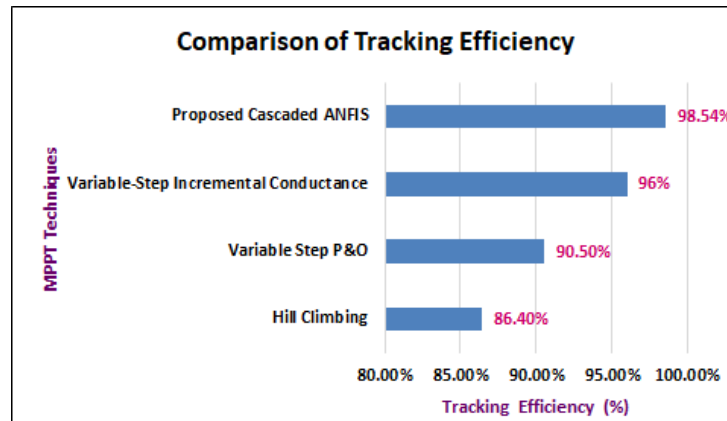 Comparison of Tracking Efficiency
MPPT Techniques
Proposed Cascaded ANFIS
98.54%
Variable-Step Incremental Conductance
96%
Variable Step P&O
90.50%
Hill Climbing
86.40%
80.00% 85.00% 90.00% 95.00% 100.00%
Tracking Efficiency (%)